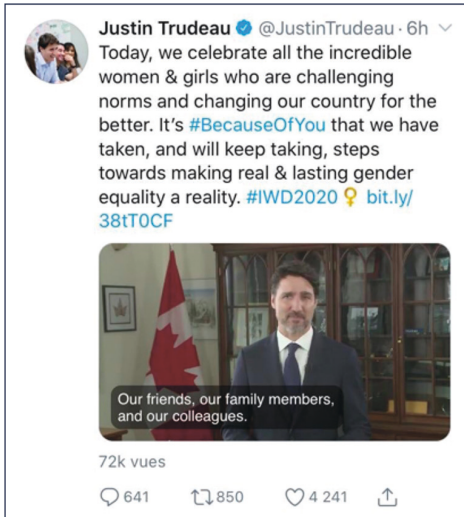 Justin Trudeau @JustinTrudeau · 6h
Today, we celebrate all the incredible
women & girls who are challenging
norms and changing our country for the
better. It's #BecauseOfYou that we have
taken, and will keep taking, steps
towards making real & lasting gender
equality a reality. #IWD2020 ♀ bit.ly/
38tT0CF
Our friends, our family members,
and our colleagues.
72k vues
641 850 4 241